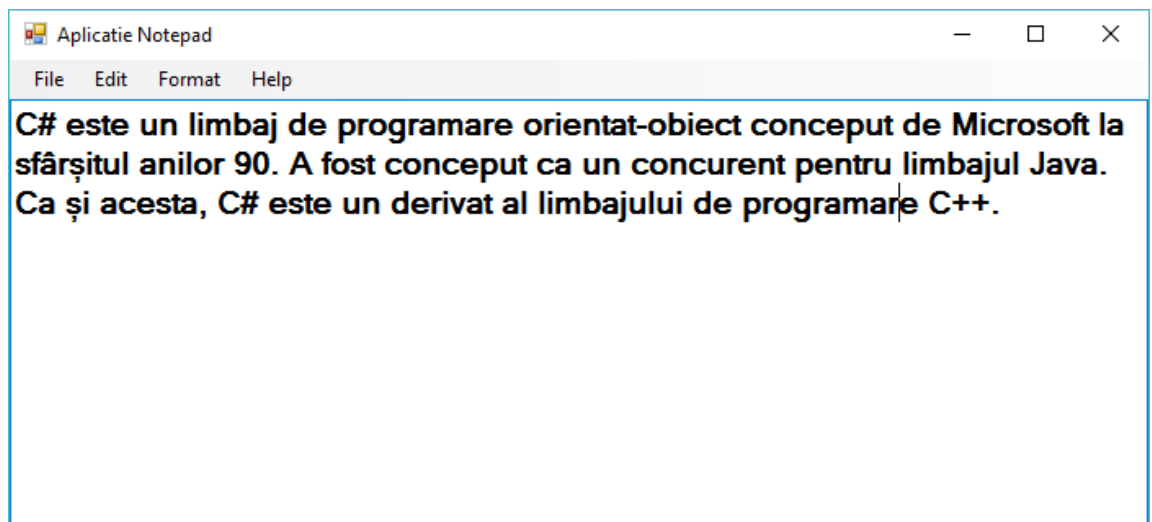 Aplicatie Notepad
File Edit Format Help
C# este un limbaj de programare orientat-obiect conceput de Microsoft la
sfârșitul anilor 90. A fost conceput ca un concurent pentru limbajul Java.
Ca și acesta, C# este un derivat al limbajului de programare C++.